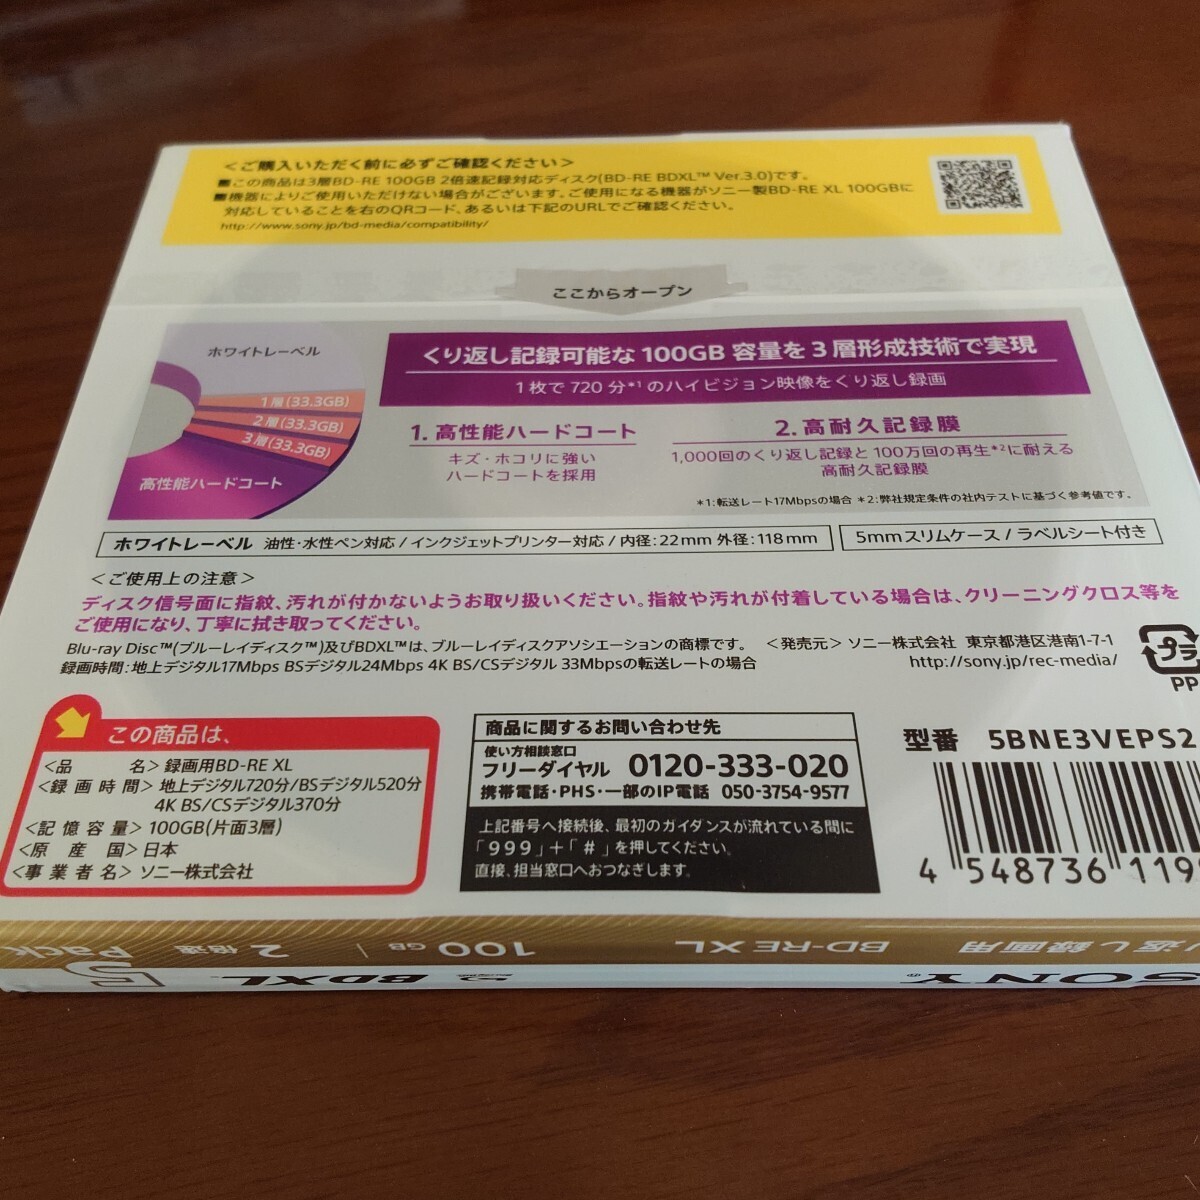 ＜ご購入いただく前に必ずご確認ください＞
■この商品は3層BD-RE 100GB 2倍速記録対応ディスク(BD-RE BDXL™ Ver.3.0)です。
■機器によりご使用いただけない場合がございます。ご使用になる機器がソニー製BD-RE XL 100GBに
対応していることを右のQRコード、あるいは下記のURLでご確認ください。
http://www.sony.jp/bd-media/compatibility/
ここからオープン
ホワイトレーベル
1層(33.3GB)
2層(33.3GB)
3層(33.3GB)
高性能ハードコート
くり返し記録可能な100GB容量を3層形成技術で実現
1枚で720分*1のハイビジョン映像をくり返し録画
1. 高性能ハードコート
キズ・ホコリに強い
ハードコートを採用
2. 高耐久記録膜
1,000回のくり返し記録と100万回の再生*2に耐える
高耐久記録膜
*1:転送レート17Mbpsの場合 *2:弊社規定条件の社内テストに基づく参考値です。
ホワイトレーベル 油性・水性ペン対応 / インクジェットプリンター対応 / 内径:22mm 外径:118mm
5mmスリムケース / ラベルシート付き
＜ご使用上の注意＞
ディスク信号面に指紋、汚れが付かないようお取り扱いください。指紋や汚れが付着している場合は、クリーニングクロス等を
ご使用になり、丁寧に拭き取ってください。
Blu-ray Disc™(ブルーレイディスク™)及びBDXL™は、ブルーレイディスクアソシエーションの商標です。 ＜発売元＞ ソニー株式会社 東京都港区港南1-7-1
録画時間:地上デジタル17Mbps BSデジタル24Mbps 4K BS/CSデジタル 33Mbpsの転送レートの場合
http://sony.jp/rec-media/
プラ
PP
この商品は、
＜品名＞録画用BD-RE XL
＜録画時間＞地上デジタル720分/BSデジタル520分
4K BS/CSデジタル370分
＜記憶容量＞100GB(片面3層)
＜原産国＞日本
＜事業者名＞ソニー株式会社
商品に関するお問い合わせ先
使い方相談窓口
フリーダイヤル 0120-333-020
携帯電話・PHS・一部のIP電話 050-3754-9577
上記番号へ接続後、最初のガイダンスが流れている間に
「999」+「#」を押してください。
直接、担当窓口へおつなぎします。
型番 5BNE3VEPS2
4 548736 119
り返し録画用 BD-RE XL 100GB 2倍速 5 Pack
SONY® BDXL™